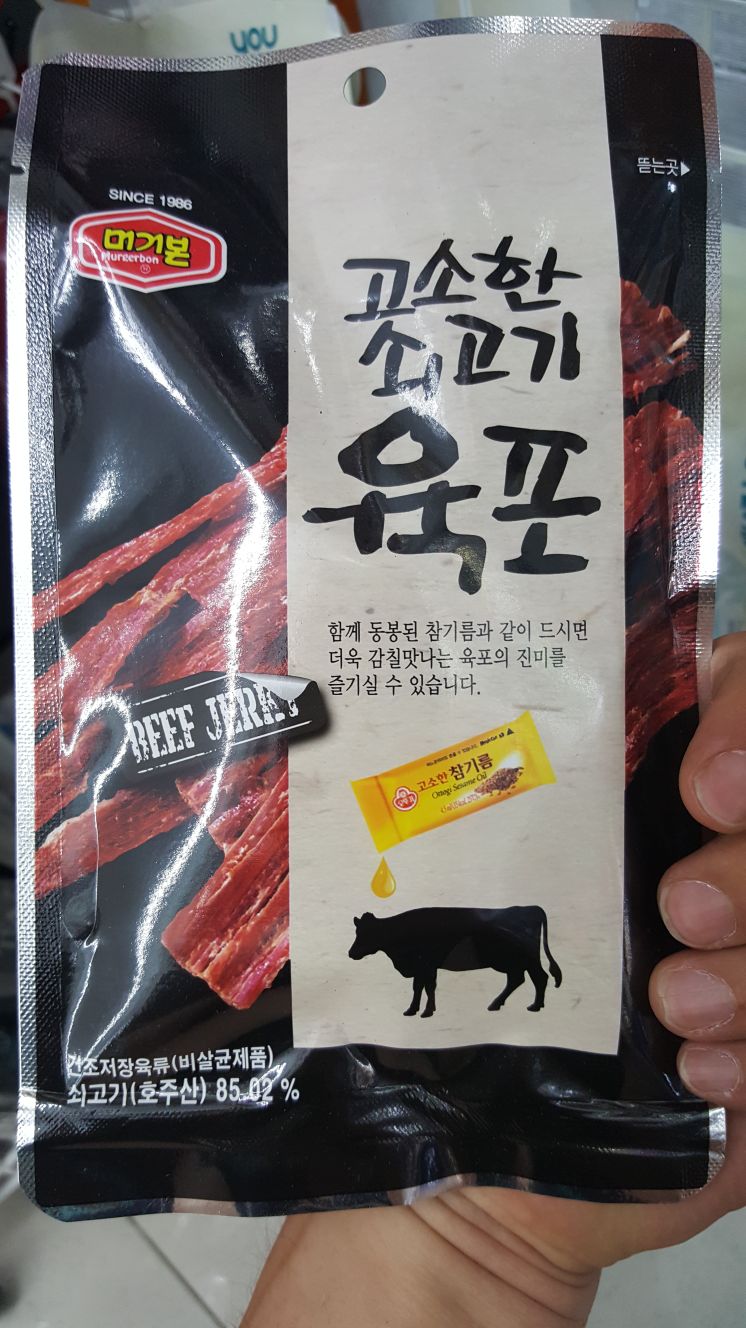 you
SINCE 1986
머거본
Murgerbon
뜯는곳▶
고소한
쇠고기
육포
함께 동봉된 참기름과 같이 드시면
더욱 감칠맛나는 육포의 진미를
즐기실 수 있습니다.
BEEF JERKY
고소한 참기름
Ottogi Sesame Oil
건조저장육류(비살균제품)
쇠고기(호주산) 85.02 %